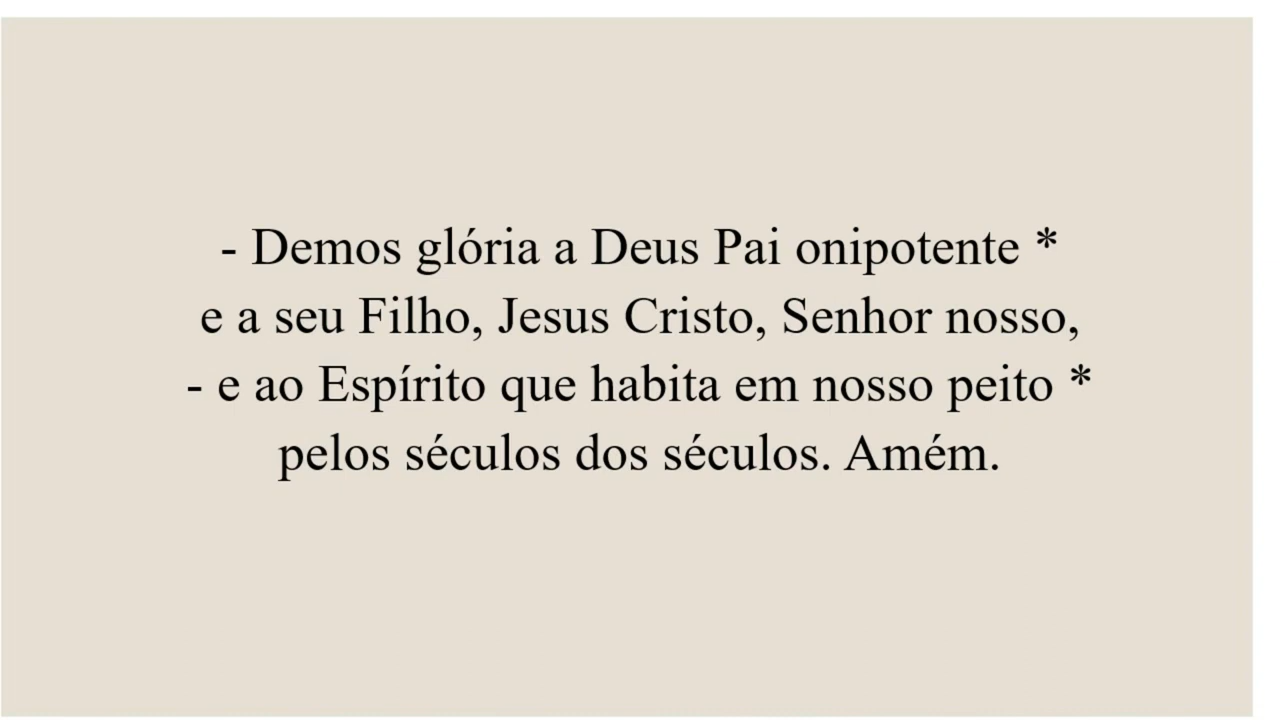 - Demos glória a Deus Pai onipotente *
e a seu Filho, Jesus Cristo, Senhor nosso,
- e ao Espírito que habita em nosso peito *
pelos séculos dos séculos. Amém.